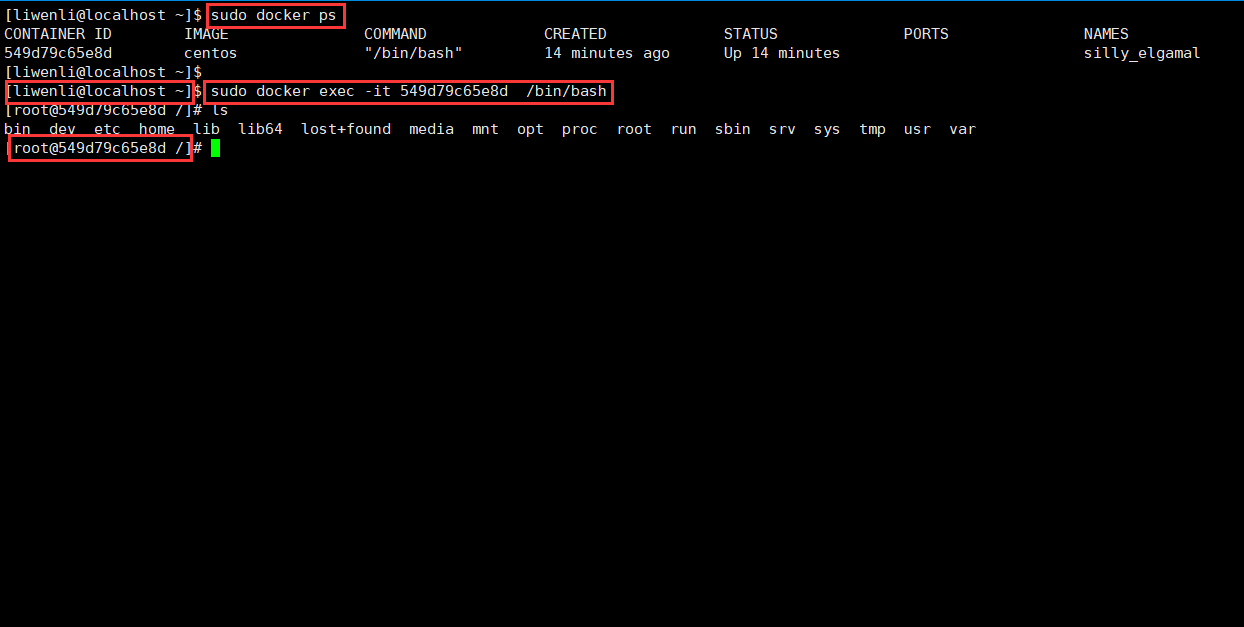 [liwenli@localhost ~]$ sudo docker ps
CONTAINER ID        IMAGE               COMMAND             CREATED             STATUS              PORTS               NAMES
549d79c65e8d        centos              "/bin/bash"         14 minutes ago      Up 14 minutes                           silly_elgamal
[liwenli@localhost ~]$
[liwenli@localhost ~]$ sudo docker exec -it 549d79c65e8d  /bin/bash
[root@549d79c65e8d /]# ls
bin  dev  etc  home  lib  lib64  lost+found  media  mnt  opt  proc  root  run  sbin  srv  sys  tmp  usr  var
[root@549d79c65e8d /]#